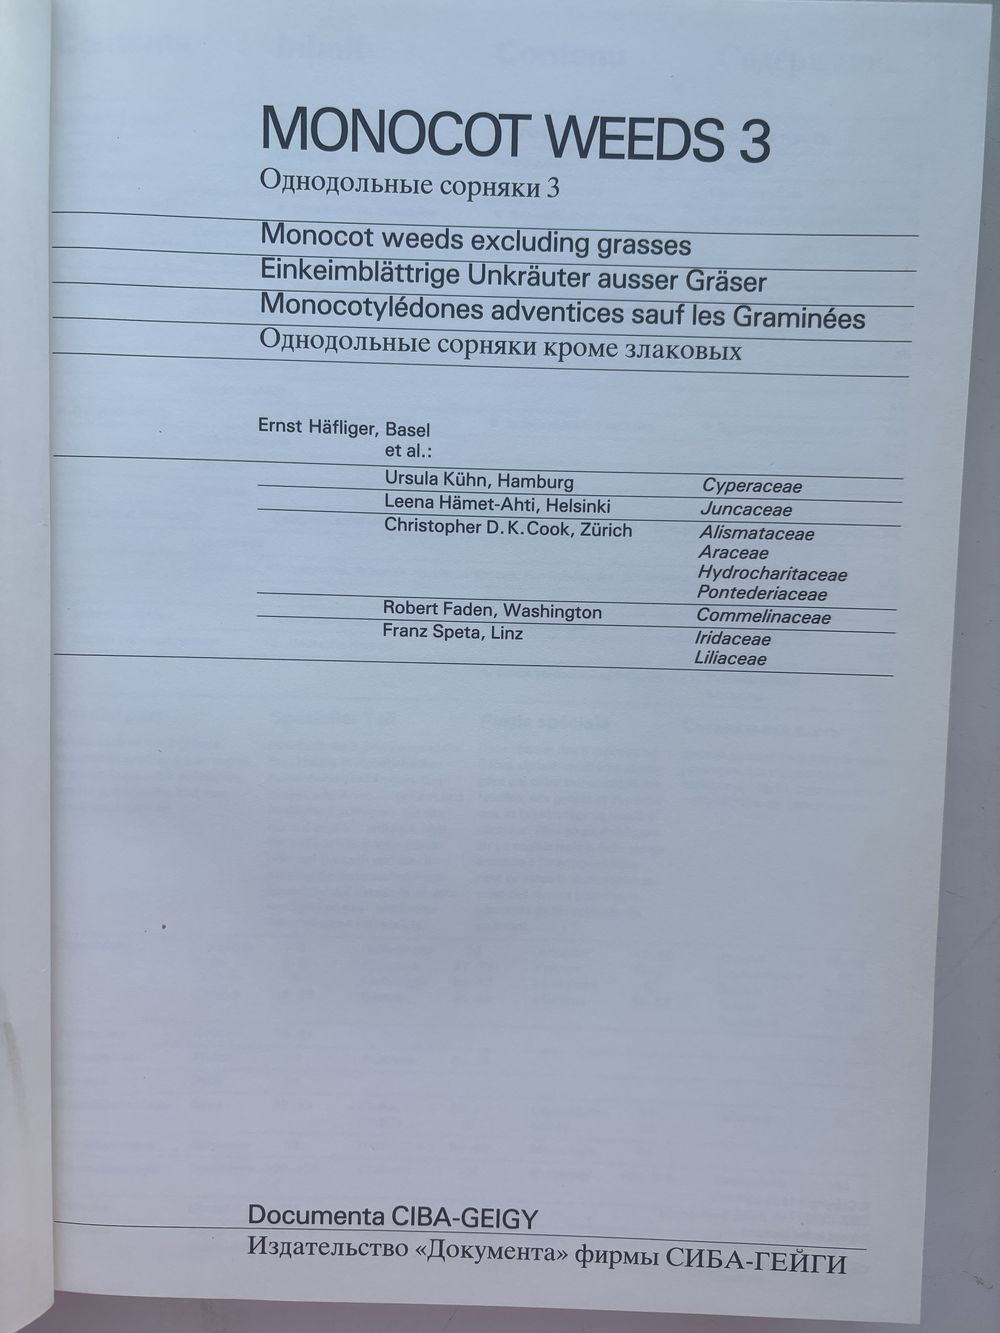 MONOCOT WEEDS 3
Однодольные сорняки 3
Monocot weeds excluding grasses
Einkeimblättrige Unkräuter ausser Gräser
Monocotylédones adventices sauf les Graminées
Однодольные сорняки кроме злаковых
Ernst Häfliger, Basel
et al.:
Ursula Kühn, Hamburg Cyperaceae
Leena Hämet-Ahti, Helsinki Juncaceae
Christopher D. K. Cook, Zürich Alismataceae
Araceae
Hydrocharitaceae
Pontederiaceae
Robert Faden, Washington Commelinaceae
Franz Speta, Linz Iridaceae
Liliaceae
Documenta CIBA-GEIGY
Издательство «Документа» фирмы СИБА-ГЕЙГИ